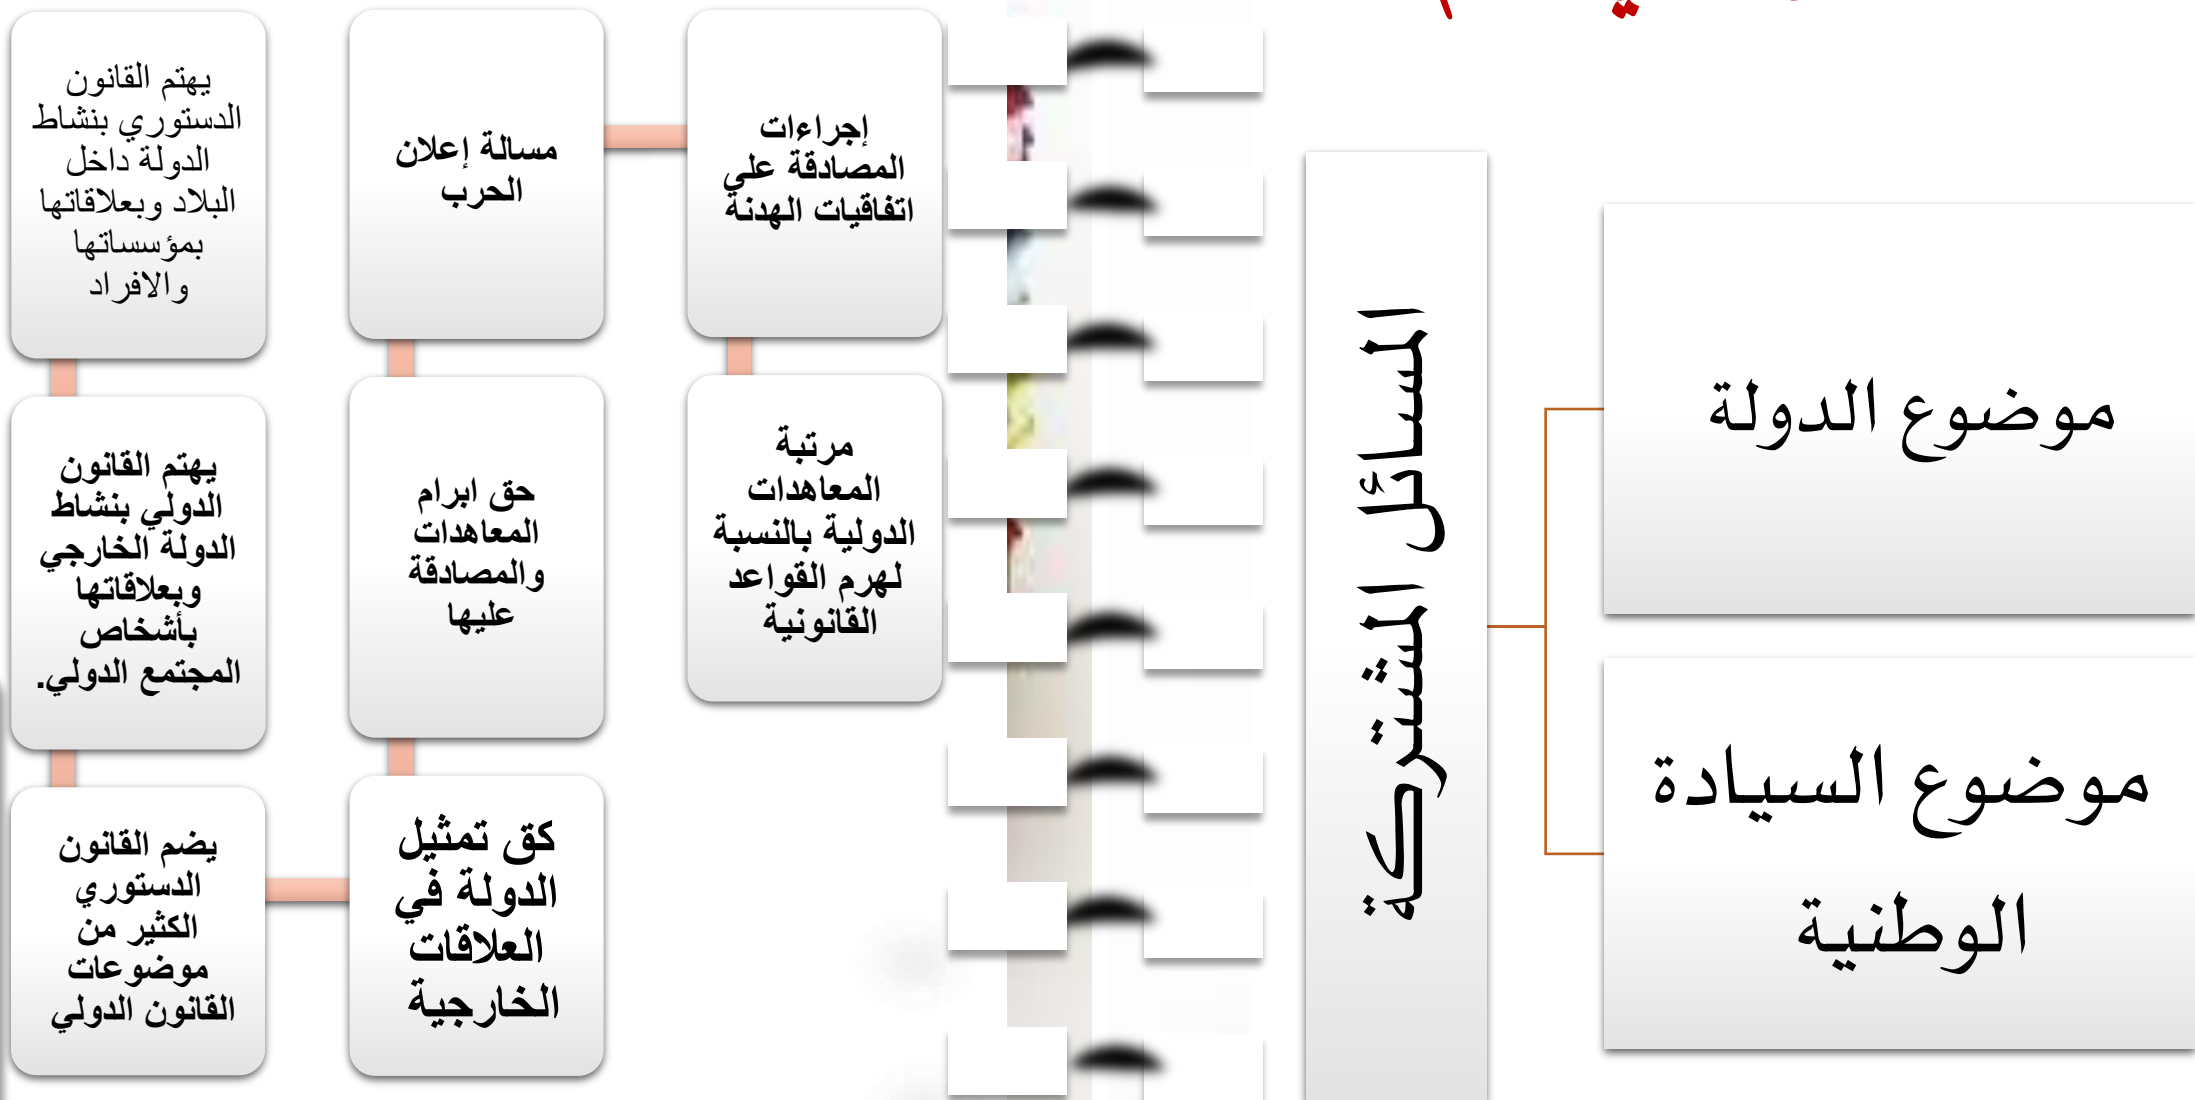 يهتم القانون
الدستوري بنشاط
الدولة داخل
البلاد وبعلاقاتها
بمؤسساتها
والافراد
يهتم القانون
الدولي بنشاط
الدولة الخارجي
وبعلاقاتها
بأشخاص
المجتمع الدولي.
يضم القانون
الدستوري
الكثير من
موضوعات
القانون الدولي
كق تمثيل
الدولة في
العلاقات
الخارجية
حق ابرام
المعاهدات
والمصادقة
عليها
مسالة إعلان
الحرب
إجراءات
المصادقة على
اتفاقيات الهدنة
مرتبة
المعاهدات
الدولية بالنسبة
لهرم القواعد
القانونية
المسائل المشتركة
موضوع الدولة
موضوع السيادة
الوطنية